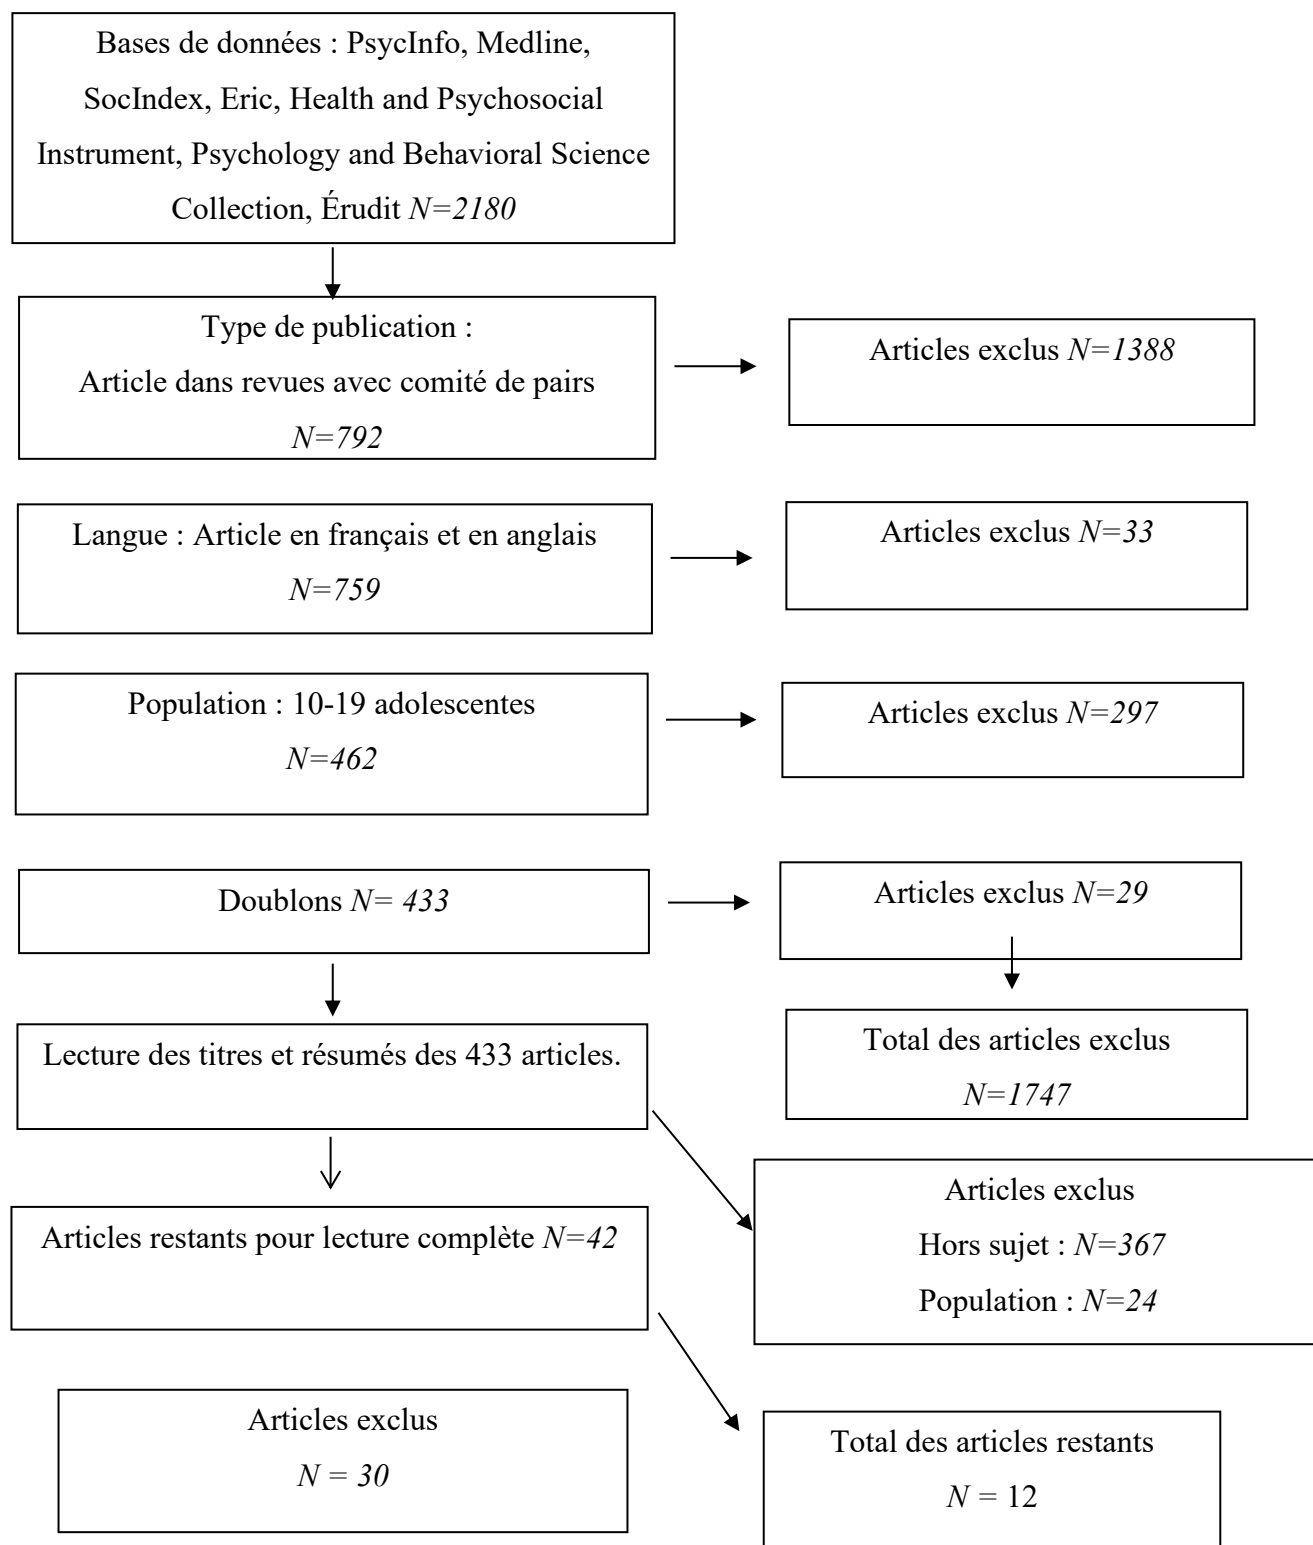 Bases de données : PsycInfo, Medline,
SocIndex, Eric, Health and Psychosocial
Instrument, Psychology and Behavioral Science
Collection, Érudit N=2180
Type de publication :
Article dans revues avec comité de pairs
N=792
Articles exclus N=1388
Langue : Article en français et en anglais
N=759
Articles exclus N=33
Population : 10-19 adolescentes
N=462
Articles exclus N=297
Doublons N= 433
Articles exclus N=29
Lecture des titres et résumés des 433 articles.
Total des articles exclus
N=1747
Articles restants pour lecture complète N=42
Articles exclus
Hors sujet : N=367
Population : N=24
Articles exclus
N = 30
Total des articles restants
N = 12